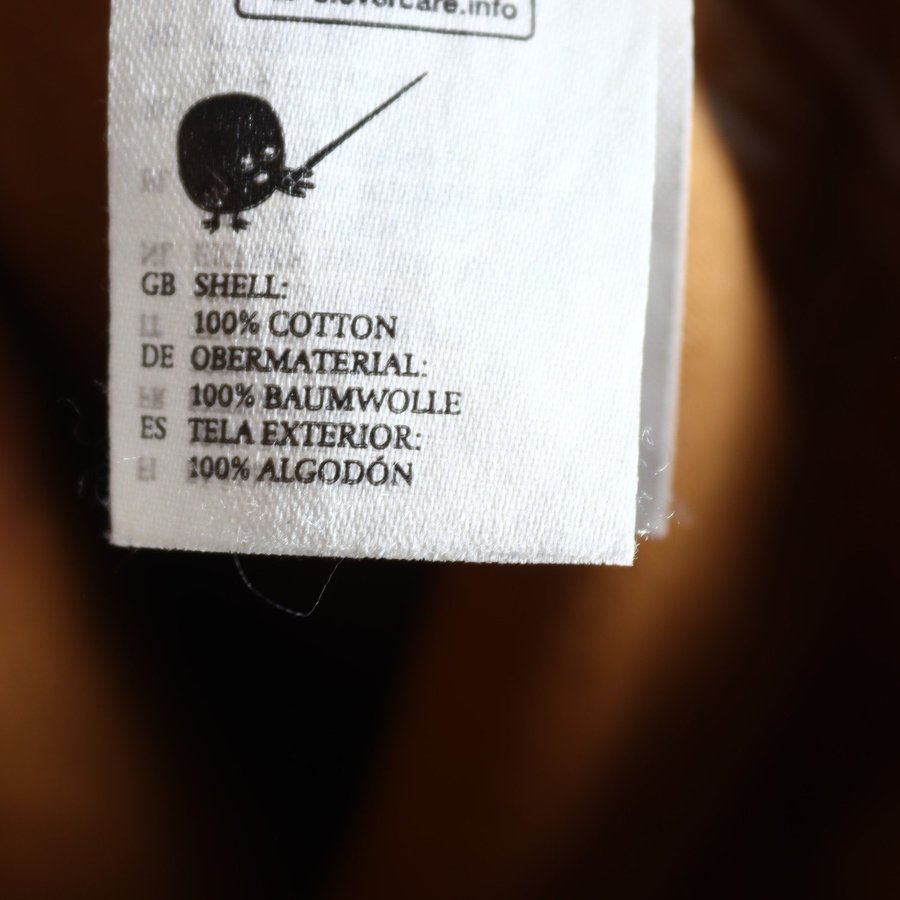 clevercare.info
GB SHELL:
100% COTTON
DE OBERMATERIAL:
100% BAUMWOLLE
ES TELA EXTERIOR:
100% ALGODÓN